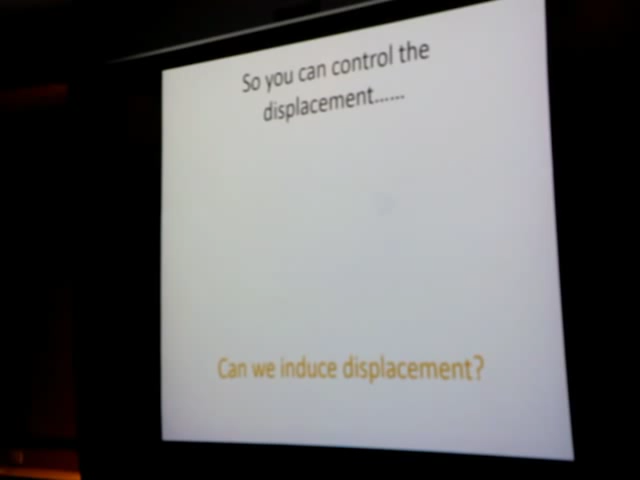 So you can control the
displacement......
Can we induce displacement?